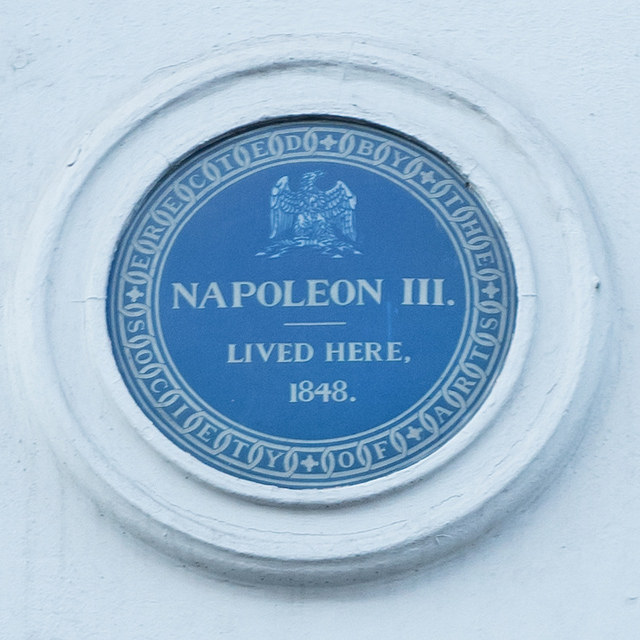 ERECTED BY THE
NAPOLEON III.
LIVED HERE,
1848.
SOCIETY OF ARTS